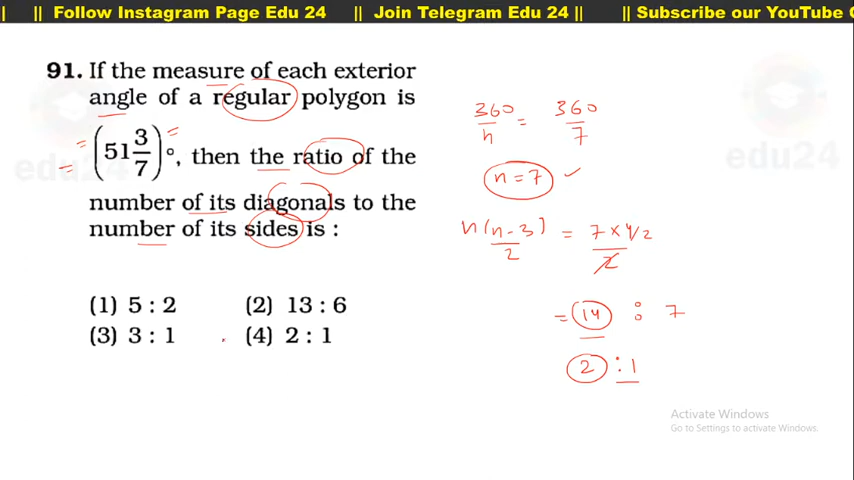 || Follow Instagram Page Edu 24 || Join Telegram Edu 24 || || Subscribe our YouTube C
91. If the measure of each exterior
angle of a regular polygon is
(51 3/7)°, then the ratio of the
number of its diagonals to the
number of its sides is :
(1) 5 : 2 (2) 13 : 6
(3) 3 : 1 (4) 2 : 1
360/n = 360/7
n = 7
n(n-3)/2 = 7 × 4/2 / 2
= 14 : 7
2 : 1
edu24
edu24
Activate Windows
Go to Settings to activate Windows.